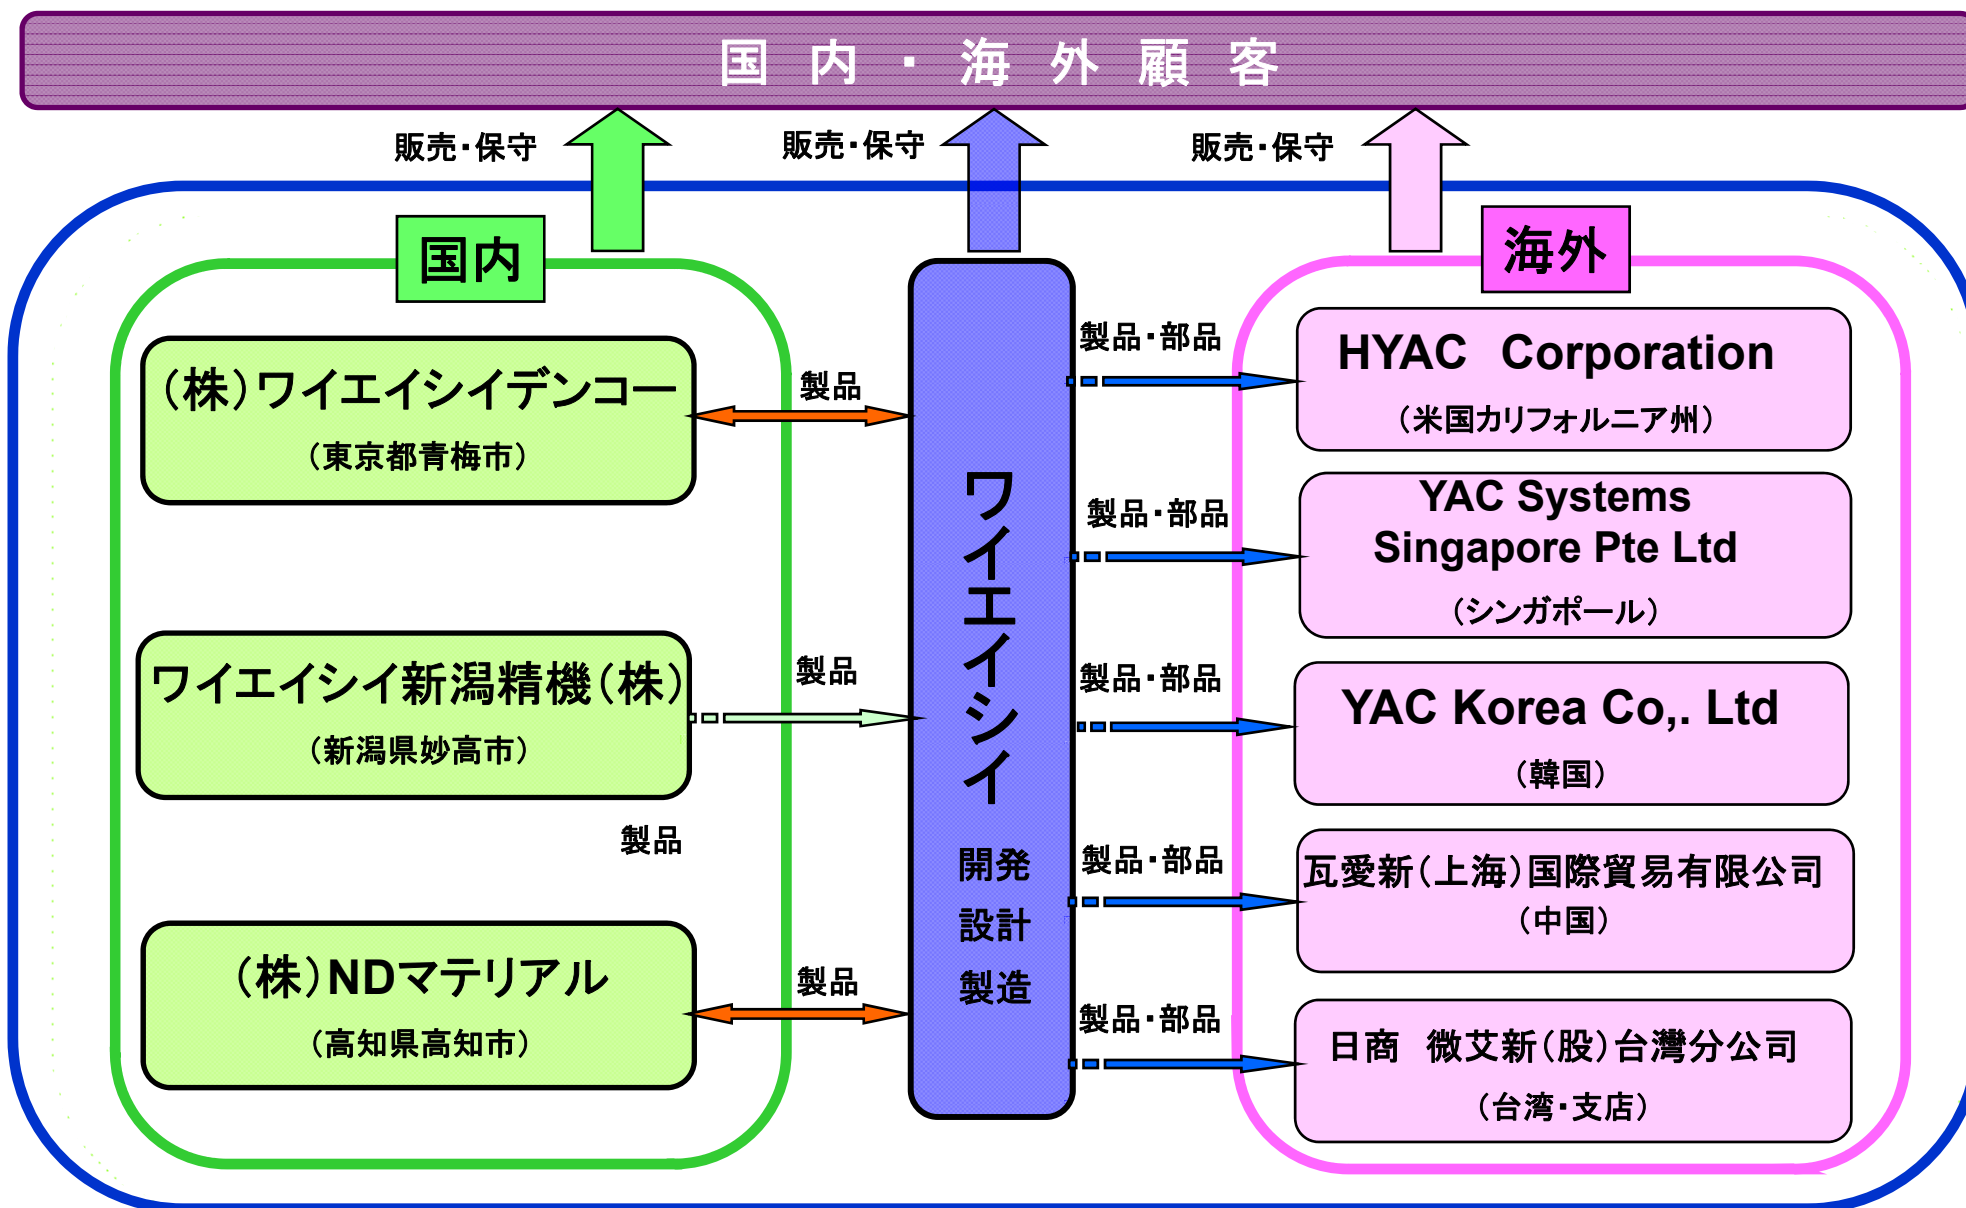 国内・海外顧客
販売・保守
販売・保守
販売・保守
国内
(株)ワイエイシイデンコー
(東京都青梅市)
製品
ワイエイシイ新潟精機(株)
(新潟県妙高市)
製品
製品
(株)NDマテリアル
(高知県高知市)
製品
ワイエイシイ
開発
設計
製造
海外
製品・部品
HYAC Corporation
(米国カリフォルニア州)
製品・部品
YAC Systems
Singapore Pte Ltd
(シンガポール)
製品・部品
YAC Korea Co,. Ltd
(韓国)
製品・部品
瓦愛新(上海)国際貿易有限公司
(中国)
製品・部品
日商 微艾新(股)台灣分公司
(台湾・支店)